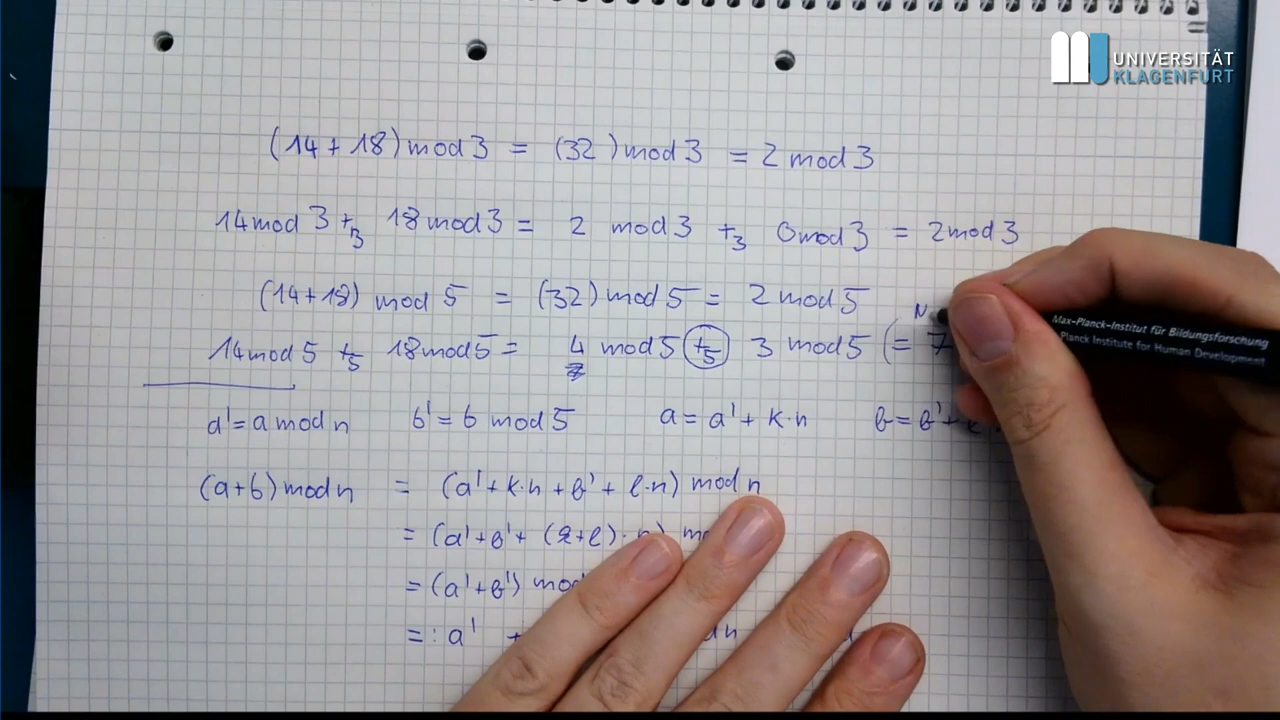 UNIVERSITÄT
KLAGENFURT
(14+18) mod 3 = (32) mod 3 = 2 mod 3
14 mod 3 +₃ 18 mod 3 = 2 mod 3 +₃ 0 mod 3 = 2 mod 3
(14+18) mod 5 = (32) mod 5 = 2 mod 5
14 mod 5 +₅ 18 mod 5 = 4 mod 5 +₅ 3 mod 5 (= 7
Max-Planck-Institut für Bildungsforschung
Planck Institute for Human Development
a' = a mod n b' = b mod 5 a = a' + k·n b = b' +
(a+b) mod n = (a' + k·n + b' + l·n) mod n
= (a' + b' + (k+l)·n)
= (a' + b') mod
=: a' +